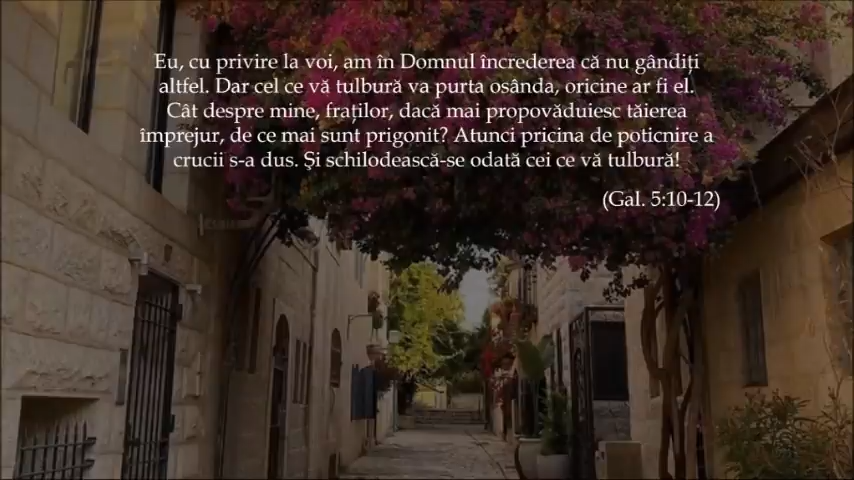 Eu, cu privire la voi, am în Domnul încrederea că nu gândiți
altfel. Dar cel ce vă tulbură va purta osânda, oricine ar fi el.
Cât despre mine, fraților, dacă mai propovăduiesc tăierea
împrejur, de ce mai sunt prigonit? Atunci pricina de poticnire a
crucii s-a dus. Și schilodească-se odată cei ce vă tulbură!
(Gal. 5:10-12)